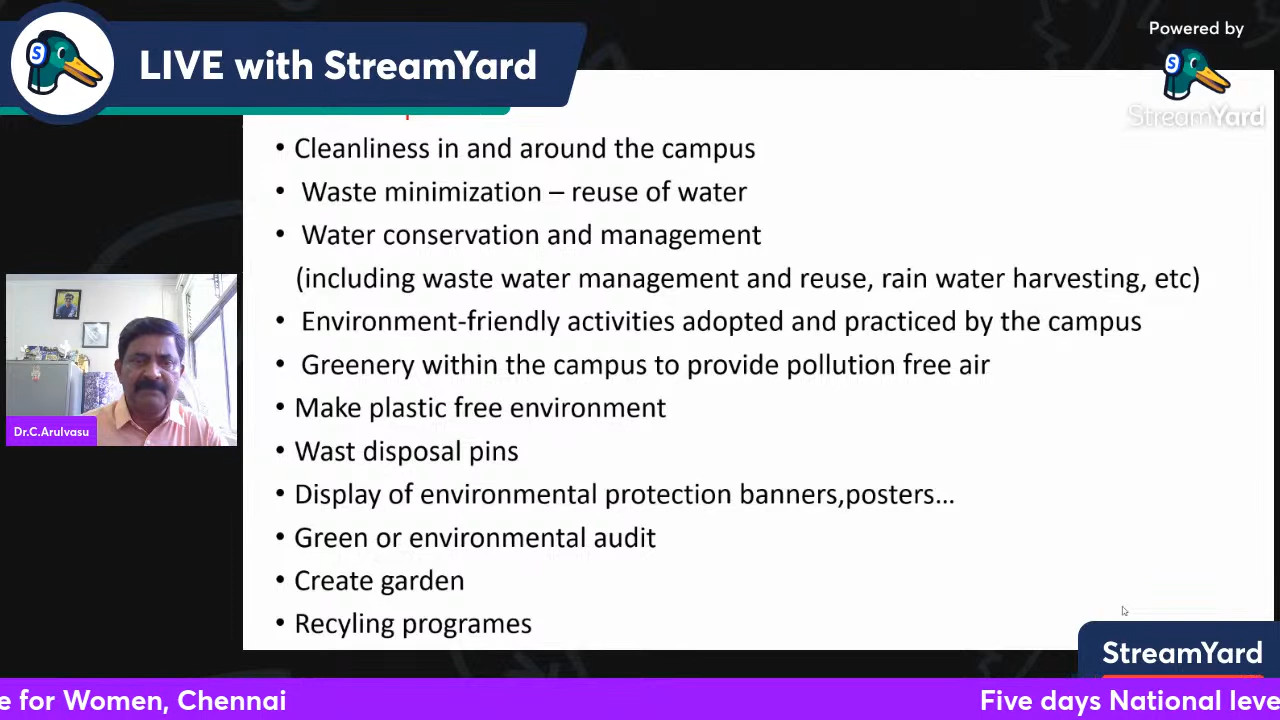 LIVE with StreamYard
Powered by
StreamYard
• Cleanliness in and around the campus
• Waste minimization – reuse of water
• Water conservation and management
(including waste water management and reuse, rain water harvesting, etc)
• Environment-friendly activities adopted and practiced by the campus
• Greenery within the campus to provide pollution free air
• Make plastic free environment
• Wast disposal pins
• Display of environmental protection banners,posters...
• Green or environmental audit
• Create garden
• Recyling programes
Dr.C.Arulvasu
StreamYard
e for Women, Chennai
Five days National leve